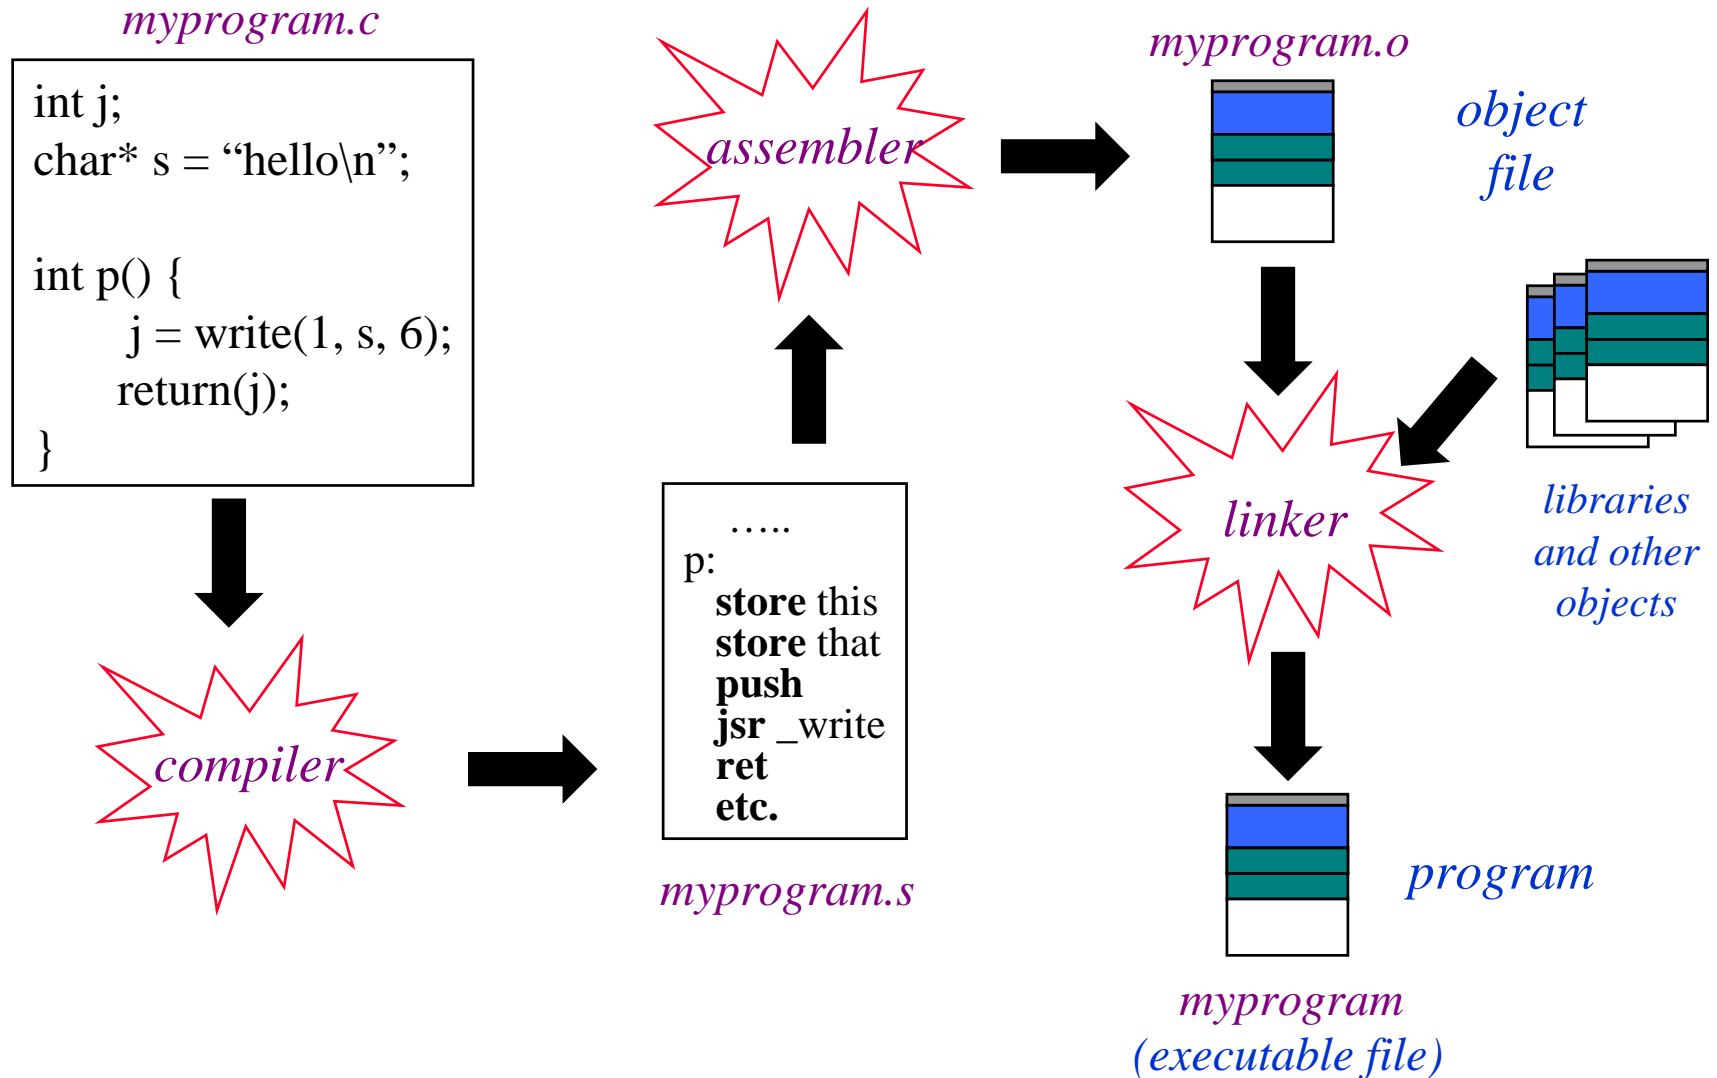 myprogram.c
int j;
char* s = “hello\n”;
int p() {
j = write(1, s, 6);
return(j);
}
compiler
…..
p:
store this
store that
push
jsr _write
ret
etc.
myprogram.s
assembler
myprogram.o
object
file
libraries
and other
objects
linker
program
myprogram
(executable file)